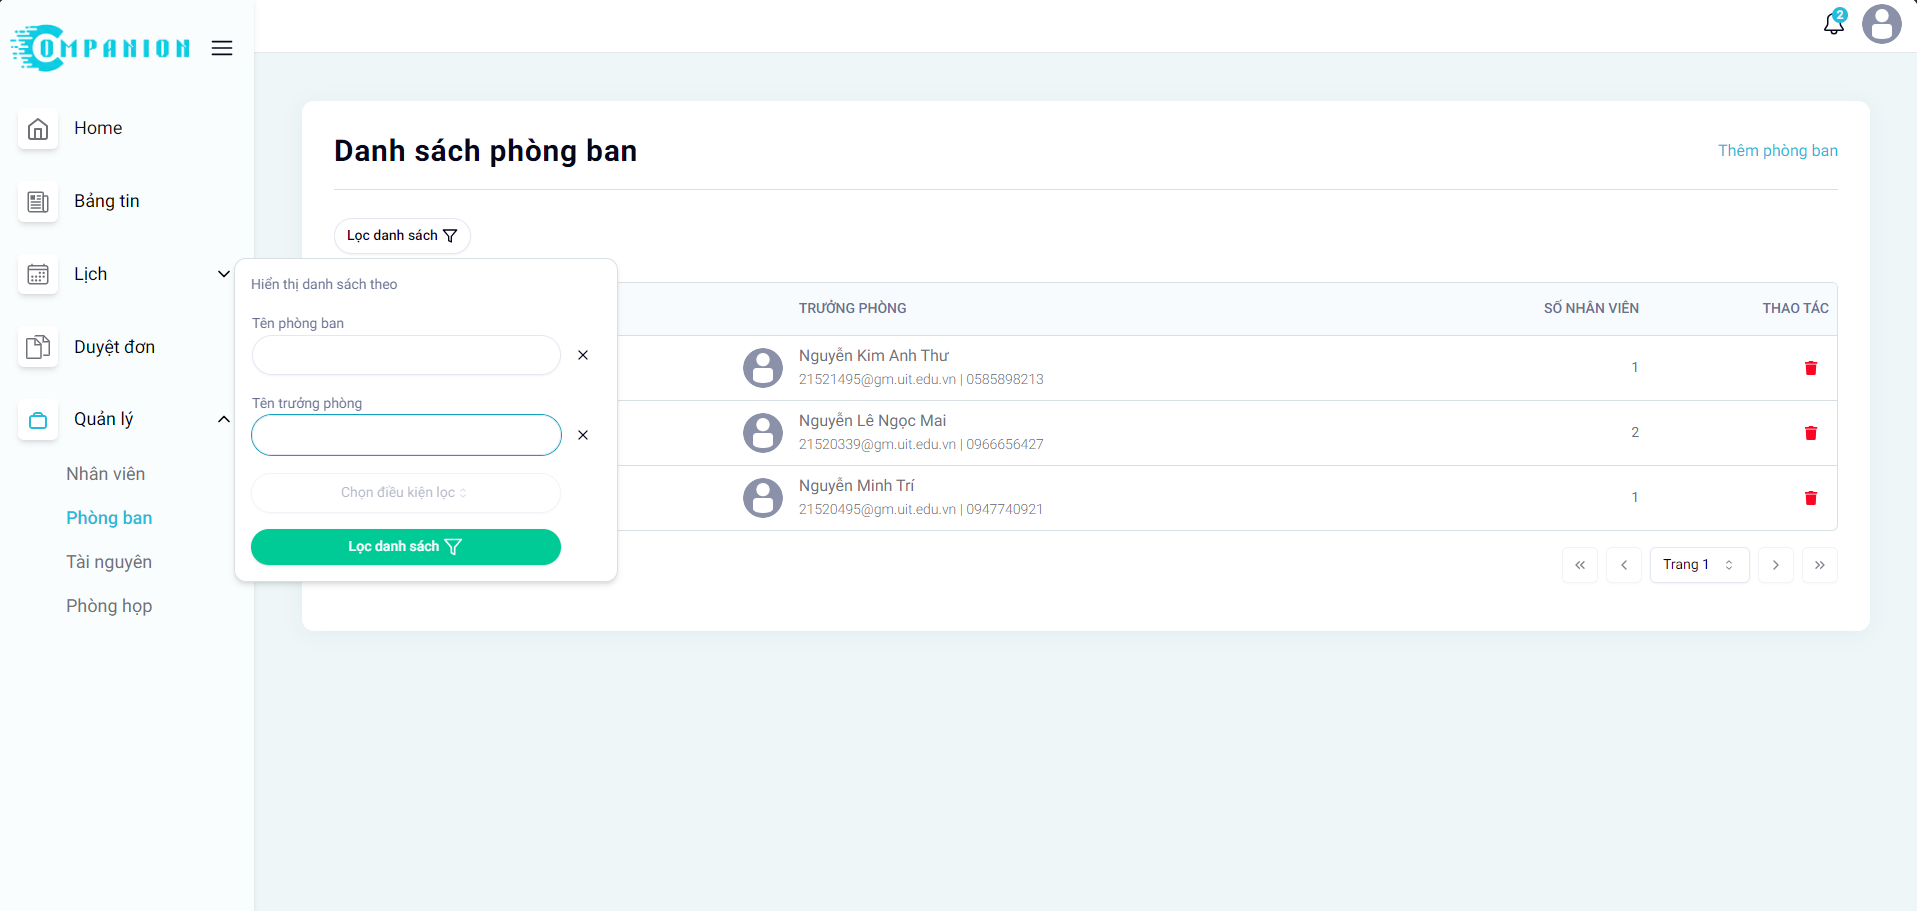 COMPANION
2
Home
Bảng tin
Lịch
Duyệt đơn
Quản lý
Nhân viên
Phòng ban
Tài nguyên
Phòng họp
Danh sách phòng ban
Thêm phòng ban
Lọc danh sách
Hiển thị danh sách theo
Tên phòng ban
Tên trưởng phòng
Chọn điều kiện lọc
Lọc danh sách
TRƯỞNG PHÒNG SỐ NHÂN VIÊN THAO TÁC
Nguyễn Kim Anh Thư
21521495@gm.uit.edu.vn | 0585898213
1
Nguyễn Lê Ngọc Mai
21520339@gm.uit.edu.vn | 0966656427
2
Nguyễn Minh Trí
21520495@gm.uit.edu.vn | 0947740921
1
Trang 1